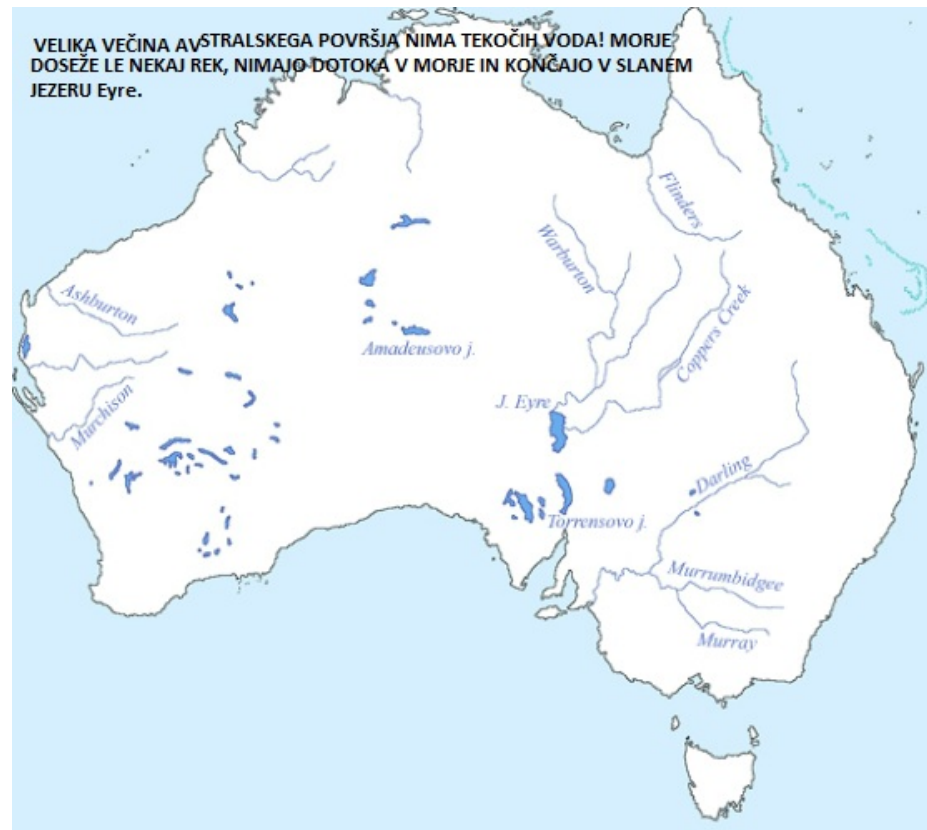 VELIKA VEČINA AVSTRALSKEGA POVRŠJA NIMA TEKOČIH VODA! MORJE
DOSEŽE LE NEKAJ REK, NIMAJO DOTOKA V MORJE IN KONČAJO V SLANEM
JEZERU Eyre.
Flinders
Warburton
Ashburton
Coppers Creek
Amadeusovo j.
Murchison
J. Eyre
Darling
Torrensovo j.
Murrumbidgee
Murray